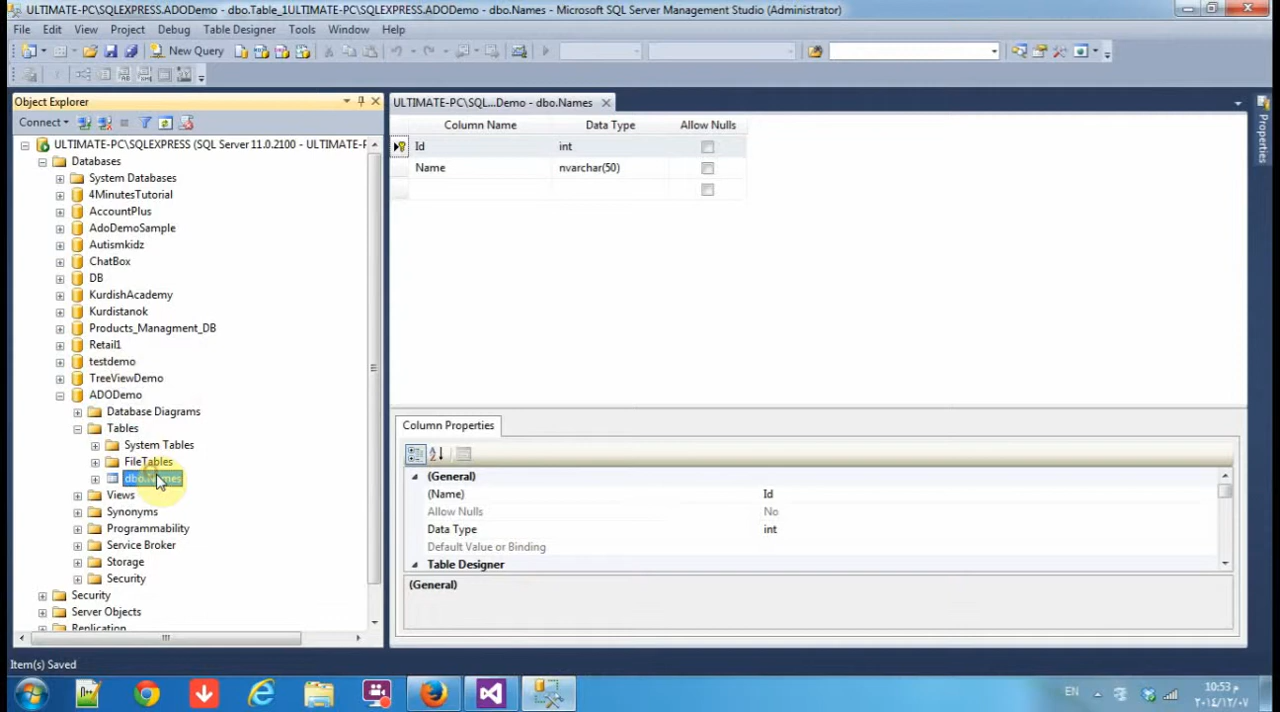 ULTIMATE-PC\SQLEXPRESS.ADODemo - dbo.Table_1ULTIMATE-PC\SQLEXPRESS.ADODemo - dbo.Names - Microsoft SQL Server Management Studio (Administrator)
File Edit View Project Debug Table Designer Tools Window Help
New Query
Object Explorer
ULTIMATE-PC\SQL...Demo - dbo.Names
Connect
Column Name Data Type Allow Nulls
ULTIMATE-PC\SQLEXPRESS (SQL Server 11.0.2100 - ULTIMATE-F
Id int
Databases
Name nvarchar(50)
System Databases
4MinutesTutorial
AccountPlus
AdoDemoSample
Autismkidz
ChatBox
DB
KurdishAcademy
Kurdistanok
Products_Managment_DB
Retail1
testdemo
TreeViewDemo
ADODemo
Database Diagrams
Tables
System Tables
FileTables
dbo.Names
Views
Synonyms
Programmability
Service Broker
Storage
Security
Security
Server Objects
Replication
Column Properties
(General)
(Name) Id
Allow Nulls No
Data Type int
Default Value or Binding
Table Designer
(General)
Properties
Item(s) Saved
EN
10:53 م
٢٠١٤/١٢/٠٧